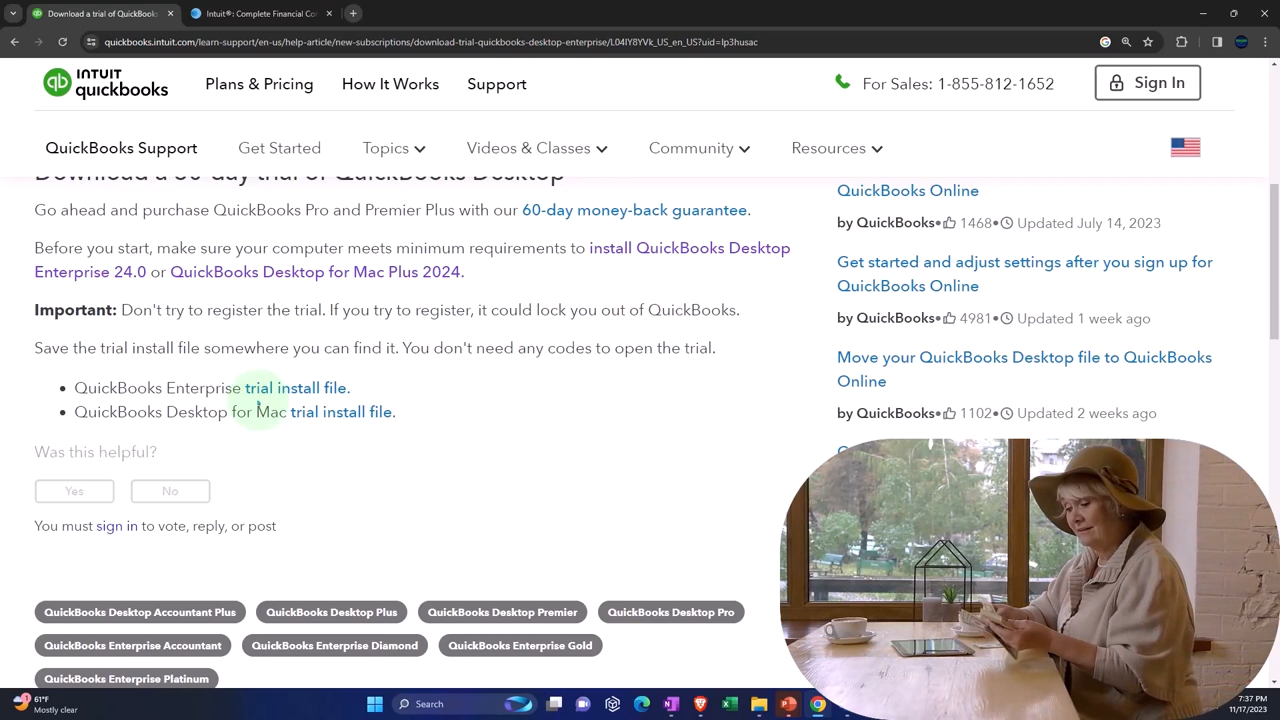 Download a trial of QuickBooks
Intuit®: Complete Financial Co
quickbooks.intuit.com/learn-support/en-us/help-article/new-subscriptions/download-trial-quickbooks-desktop-enterprise/L04IY8YVk_US_en_US?uid=lp3husac
INTUIT
quickbooks
Plans & Pricing
How It Works
Support
For Sales: 1-855-812-1652
Sign In
QuickBooks Support
Get Started
Topics
Videos & Classes
Community
Resources
Download a 30-day trial of QuickBooks Desktop
Go ahead and purchase QuickBooks Pro and Premier Plus with our 60-day money-back guarantee.
Before you start, make sure your computer meets minimum requirements to install QuickBooks Desktop
Enterprise 24.0 or QuickBooks Desktop for Mac Plus 2024.
Important: Don't try to register the trial. If you try to register, it could lock you out of QuickBooks.
Save the trial install file somewhere you can find it. You don't need any codes to open the trial.
• QuickBooks Enterprise trial install file.
• QuickBooks Desktop for Mac trial install file.
Was this helpful?
Yes
No
You must sign in to vote, reply, or post
QuickBooks Desktop Accountant Plus
QuickBooks Desktop Plus
QuickBooks Desktop Premier
QuickBooks Desktop Pro
QuickBooks Enterprise Accountant
QuickBooks Enterprise Diamond
QuickBooks Enterprise Gold
QuickBooks Enterprise Platinum
QuickBooks Online
by QuickBooks• 1468• Updated July 14, 2023
Get started and adjust settings after you sign up for
QuickBooks Online
by QuickBooks• 4981• Updated 1 week ago
Move your QuickBooks Desktop file to QuickBooks
Online
by QuickBooks• 1102• Updated 2 weeks ago
61°F
Mostly clear
Search
7:37 PM
11/17/2023